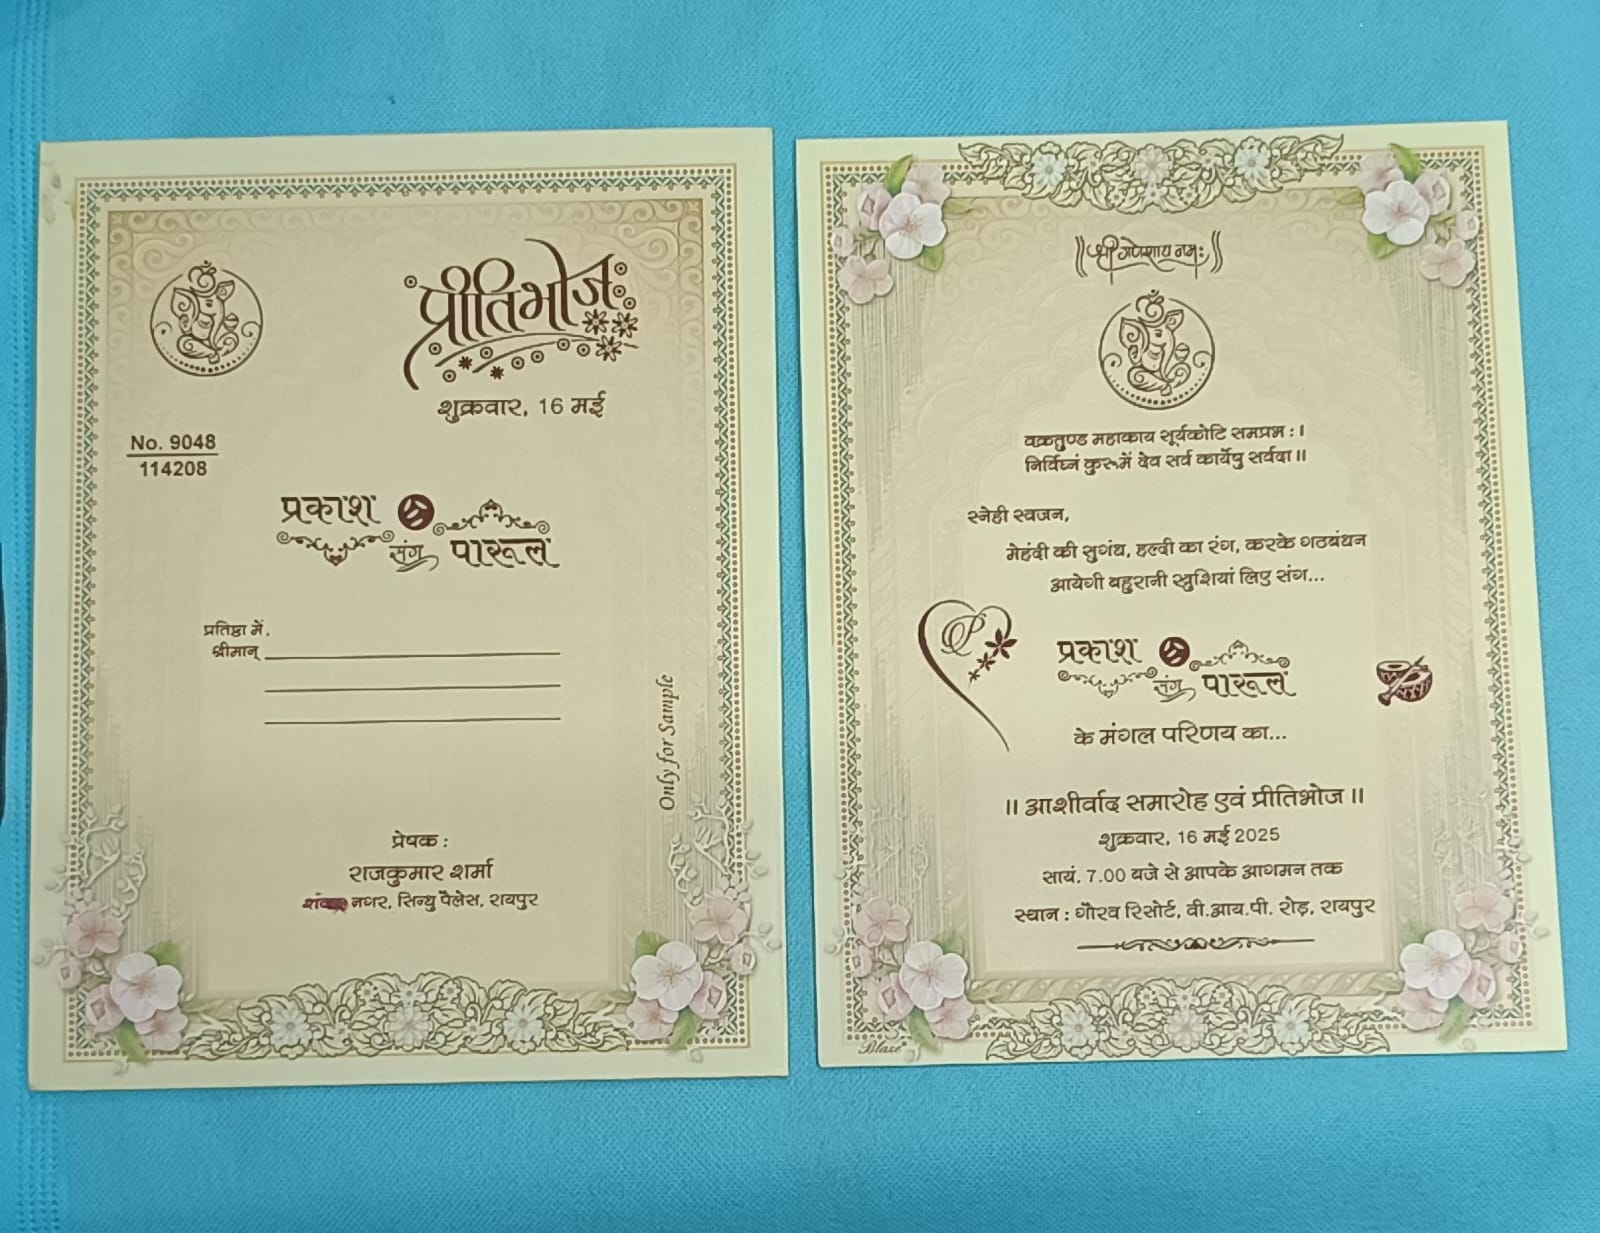 प्रीतिभोज
शुक्रवार, 16 मई
No. 9048
114208
प्रकाश
संग पारूल
प्रतिष्ठा में,
श्रीमान्
Only for Sample
प्रेषक :
राजकुमार शर्मा
नगर, सिन्धु पैलेस, रायपुर
॥ श्री गणेशाय नमः ॥
वक्रतुण्ड महाकाय सूर्यकोटि समप्रभ : ।
निर्विघ्नं कुरूमें देव सर्व कार्येषु सर्वदा ॥
स्नेही स्वजन,
मेहंदी की सुगंध, हल्दी का रंग, करके गठबंधन
आयेगी बहुरानी खुशियां लिए संग...
P
प्रकाश
संग पारूल
के मंगल परिणय का...
॥ आशीर्वाद समारोह एवं प्रीतिभोज ॥
शुक्रवार, 16 मई 2025
सायं. 7.00 बजे से आपके आगमन तक
स्थान : गौरव रिसोर्ट, वी.आय.पी. रोड़, रायपुर
Blaze